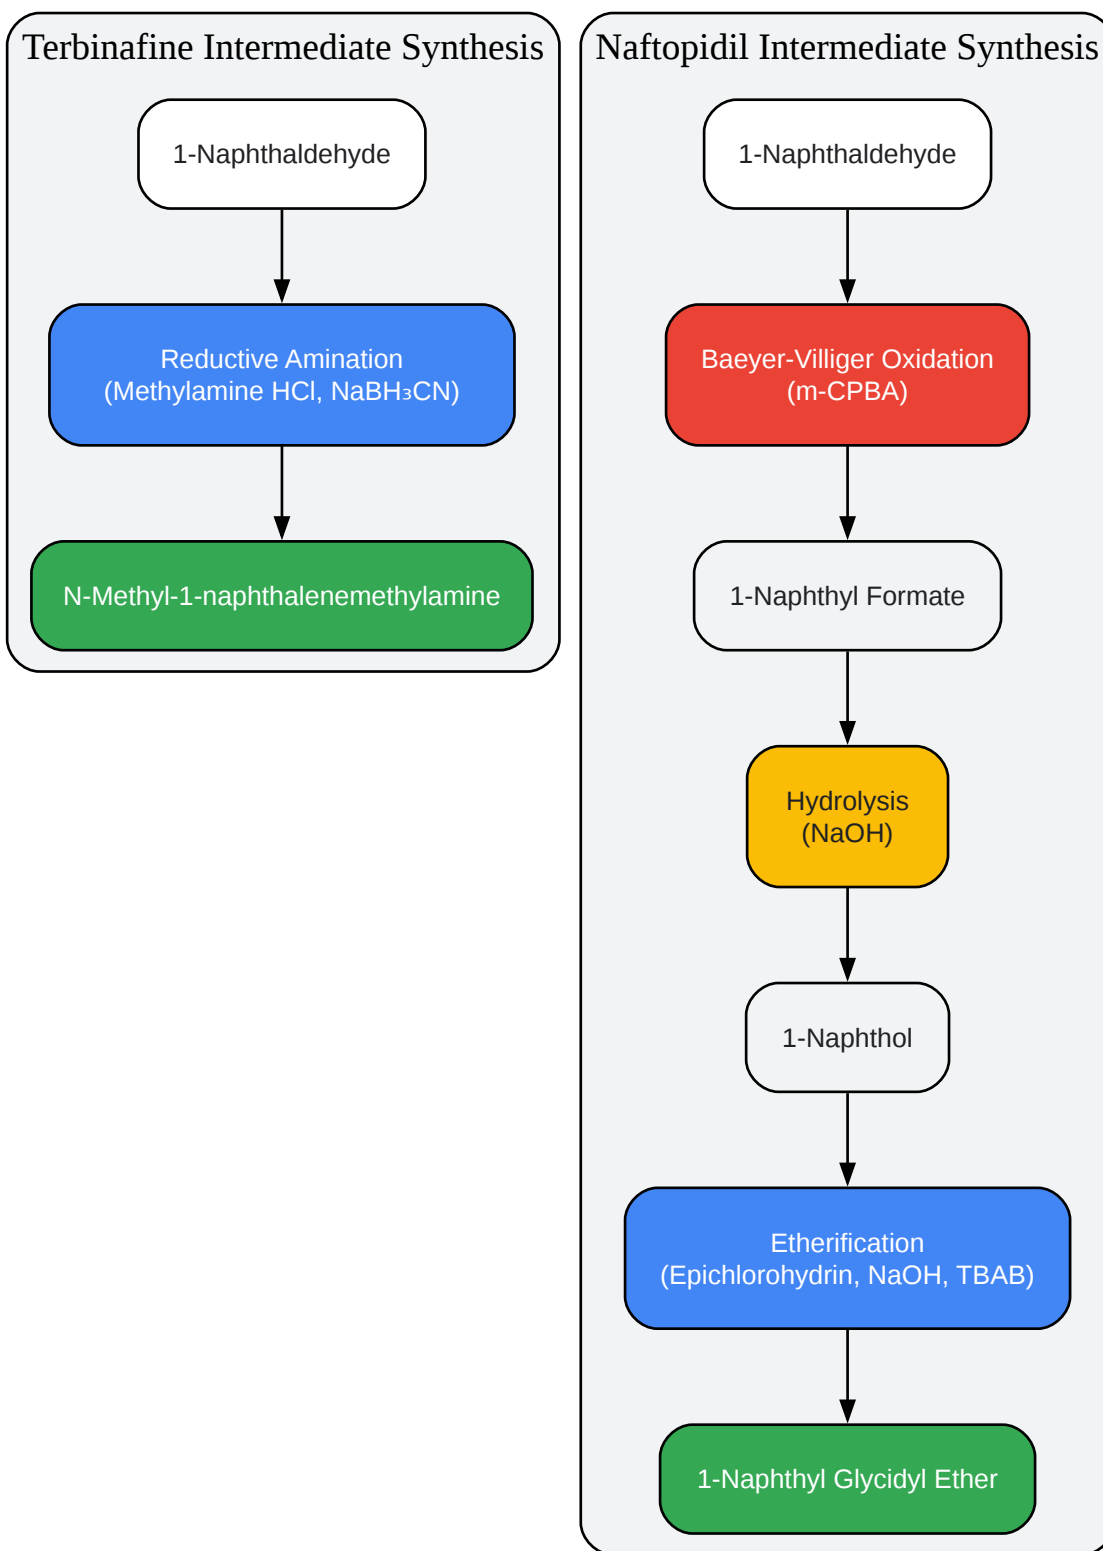 Terbinafine Intermediate Synthesis
1-Naphthaldehyde
Reductive Amination
(Methylamine HCl, NaBH₃CN)
N-Methyl-1-naphthalenemethylamine
Naftopidil Intermediate Synthesis
1-Naphthaldehyde
Baeyer-Villiger Oxidation
(m-CPBA)
1-Naphthyl Formate
Hydrolysis
(NaOH)
1-Naphthol
Etherification
(Epichlorohydrin, NaOH, TBAB)
1-Naphthyl Glycidyl Ether